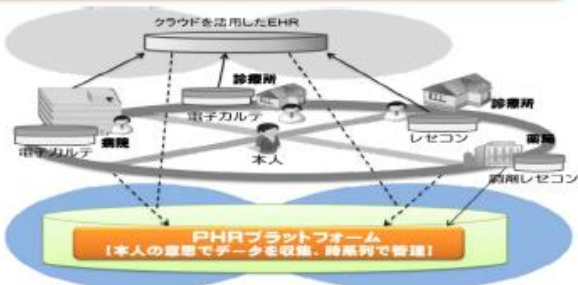 クラウドを活用したEHR
診療所
電子カルテ
診療所
レセコン
病院
電子カルテ
本人
薬局
調剤レセコン
PHRプラットフォーム
[本人の意思でデータを収集、時系列で管理]